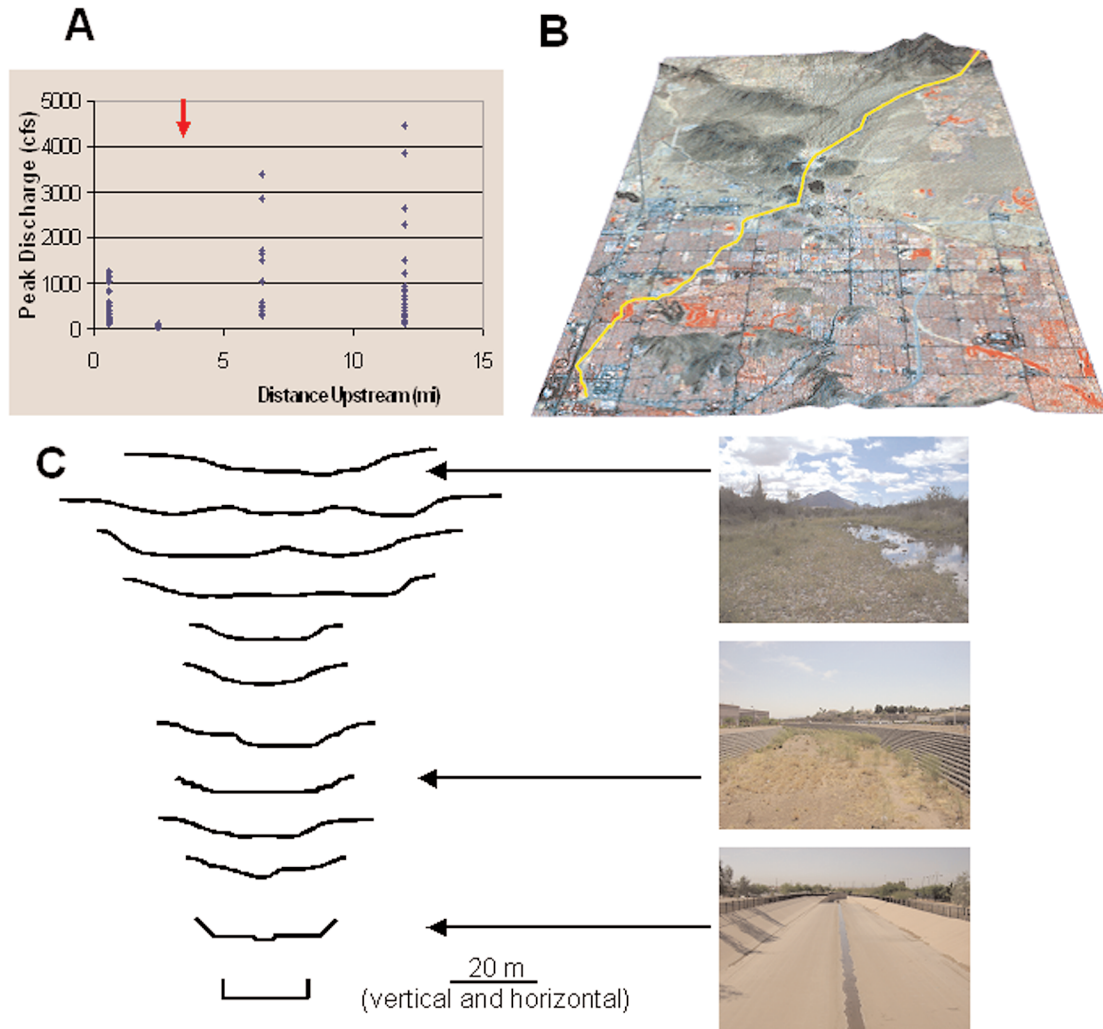 A
B
Peak Discharge (cfs)
5000
4000
3000
2000
1000
0
0 5 10 15
Distance Upstream (mi)
C
20 m
(vertical and horizontal)